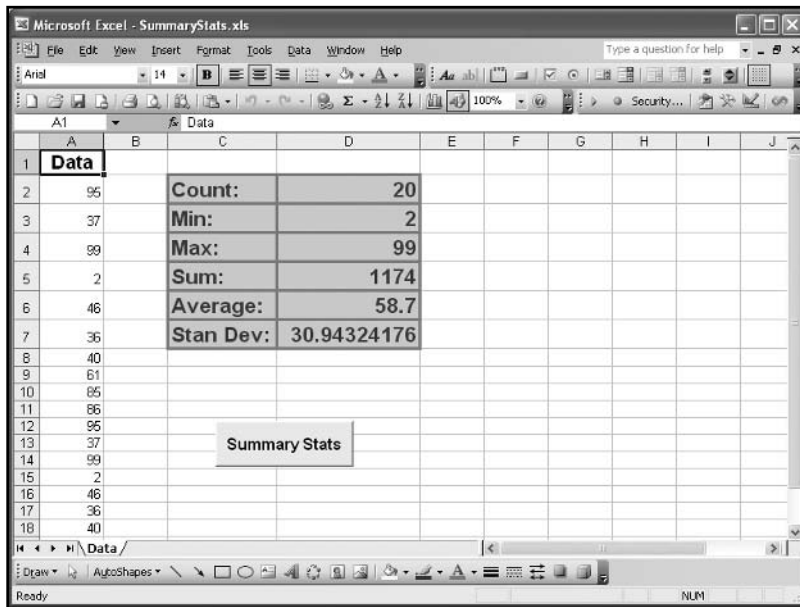 Microsoft Excel - SummaryStats.xls
File Edit View Insert Format Tools Data Window Help Type a question for help
Arial 14 B A Aa ab|
Σ 100% Security...
A1 fx Data
A B C D E F G H I J
1 Data
2 95 Count: 20
3 37 Min: 2
4 99 Max: 99
5 2 Sum: 1174
6 46 Average: 58.7
7 36 Stan Dev: 30.94324176
8 40
9 61
10 85
11 86
12 95
13 37 Summary Stats
14 99
15 2
16 46
17 36
18 40
Data
Draw AutoShapes A
Ready NUM